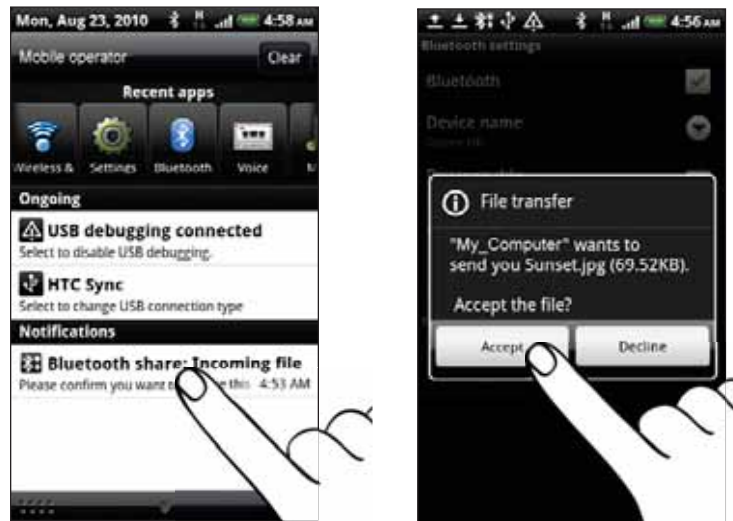 Mon, Aug 23, 2010 H 4:58 AM
Mobile operator Clear
Recent apps
Wireless & Settings Bluetooth Voice
Ongoing
USB debugging connected
Select to disable USB debugging.
HTC Sync
Select to change USB connection type
Notifications
Bluetooth share: Incoming file
Please confirm you want 4:53 AM
H 4:56 AM
Bluetooth settings
Bluetooth
Device name
File transfer
"My_Computer" wants to
send you Sunset.jpg (69.52KB).
Accept the file?
Accept Decline